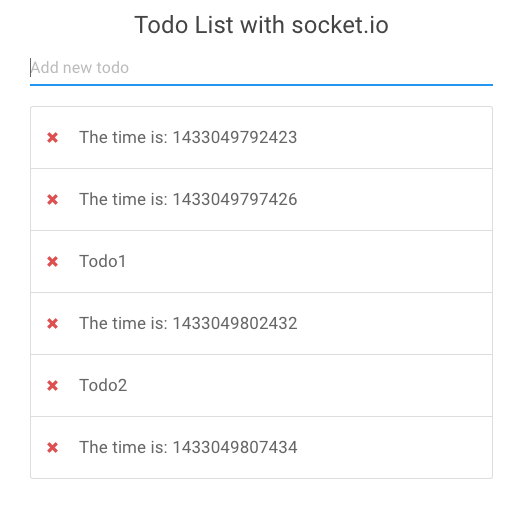 Todo List with socket.io
Add new todo
The time is: 1433049792423
The time is: 1433049797426
Todo1
The time is: 1433049802432
Todo2
The time is: 1433049807434